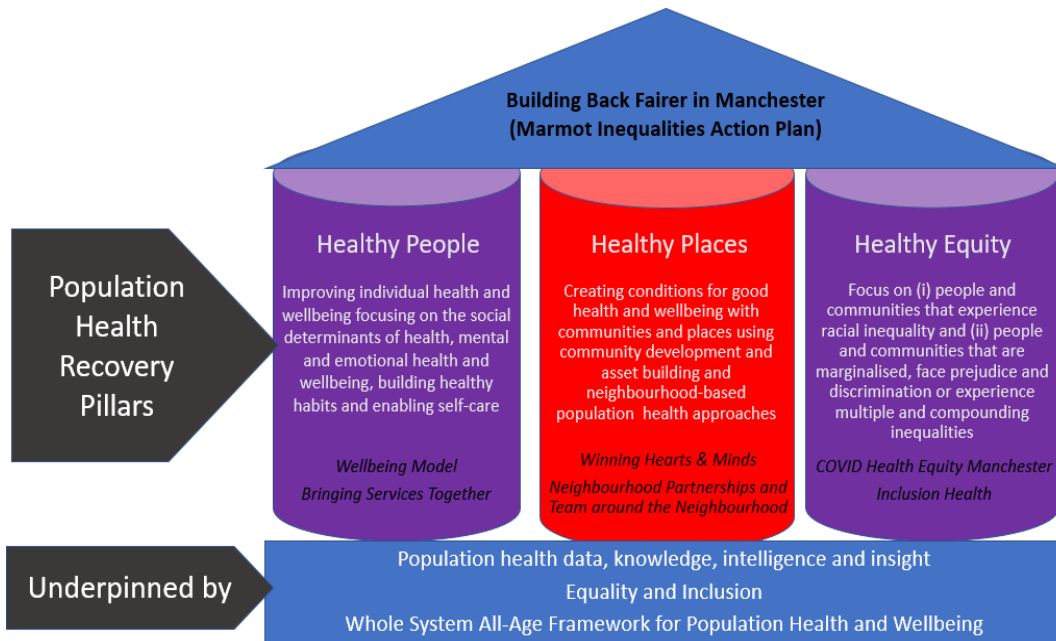 Building Back Fairer in Manchester
(Marmot Inequalities Action Plan)
Population
Health
Recovery
Pillars
Healthy People
Improving individual health and
wellbeing focusing on the social
determinants of health, mental
and emotional health and
wellbeing, building healthy
habits and enabling self-care
Wellbeing Model
Bringing Services Together
Healthy Places
Creating conditions for good
health and wellbeing with
communities and places using
community development and
asset building and
neighbourhood-based
population health approaches
Winning Hearts & Minds
Neighbourhood Partnerships and
Team around the Neighbourhood
Healthy Equity
Focus on (i) people and
communities that experience
racial inequality and (ii) people
and communities that are
marginalised, face prejudice and
discrimination or experience
multiple and compounding
inequalities
COVID Health Equity Manchester
Inclusion Health
Underpinned by
Population health data, knowledge, intelligence and insight
Equality and Inclusion
Whole System All-Age Framework for Population Health and Wellbeing